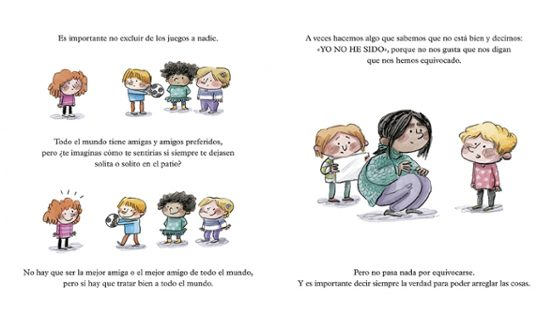 Es importante no excluir de los juegos a nadie.
Todo el mundo tiene amigas y amigos preferidos,
pero ¿te imaginas cómo te sentirías si siempre te dejasen
solita o solito en el patio?
No hay que ser la mejor amiga o el mejor amigo de todo el mundo,
pero sí hay que tratar bien a todo el mundo.
A veces hacemos algo que sabemos que no está bien y decimos:
«YO NO HE SIDO», porque no nos gusta que nos digan
que nos hemos equivocado.
Pero no pasa nada por equivocarse.
Y es importante decir siempre la verdad para poder arreglar las cosas.